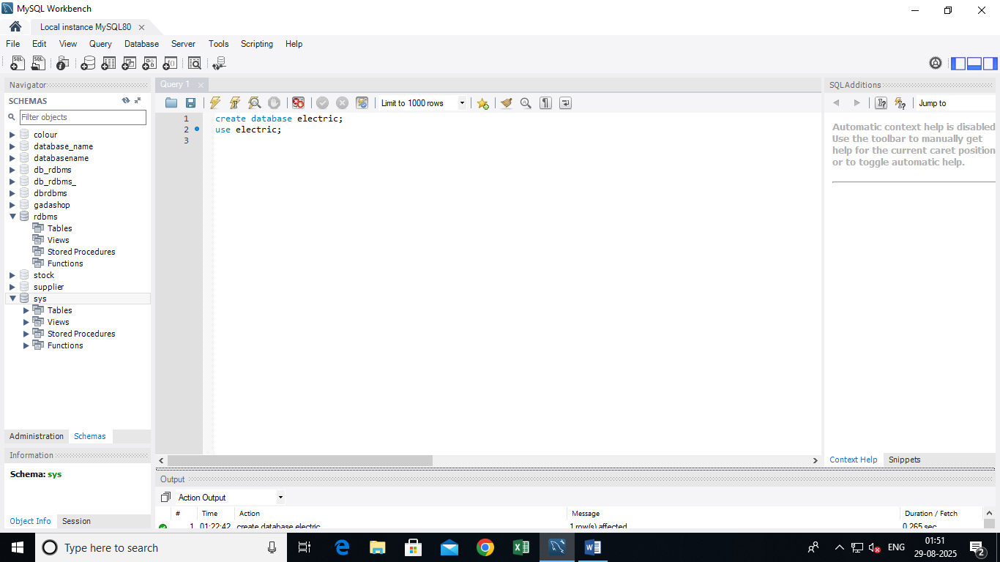 MySQL Workbench
Local instance MySQL80
File Edit View Query Database Server Tools Scripting Help
Navigator
SCHEMAS
Filter objects
colour
database_name
databasename
db_rdbms
db_rdbms_
dbrdbms
gadashop
rdbms
Tables
Views
Stored Procedures
Functions
stock
supplier
sys
Tables
Views
Stored Procedures
Functions
Administration Schemas
Information
Schema: sys
Object Info Session
Query 1
Limit to 1000 rows
1 create database electric;
2 use electric;
3
Output
Action Output
# Time Action Message Duration / Fetch
1 01:22:42 create database electric 1 row(s) affected 0.265 sec
SQLAdditions
Jump to
Automatic context help is disabled
Use the toolbar to manually get
help for the current caret position
or to toggle automatic help.
Context Help Snippets
Type here to search
ENG
01:51
29-08-2025
2